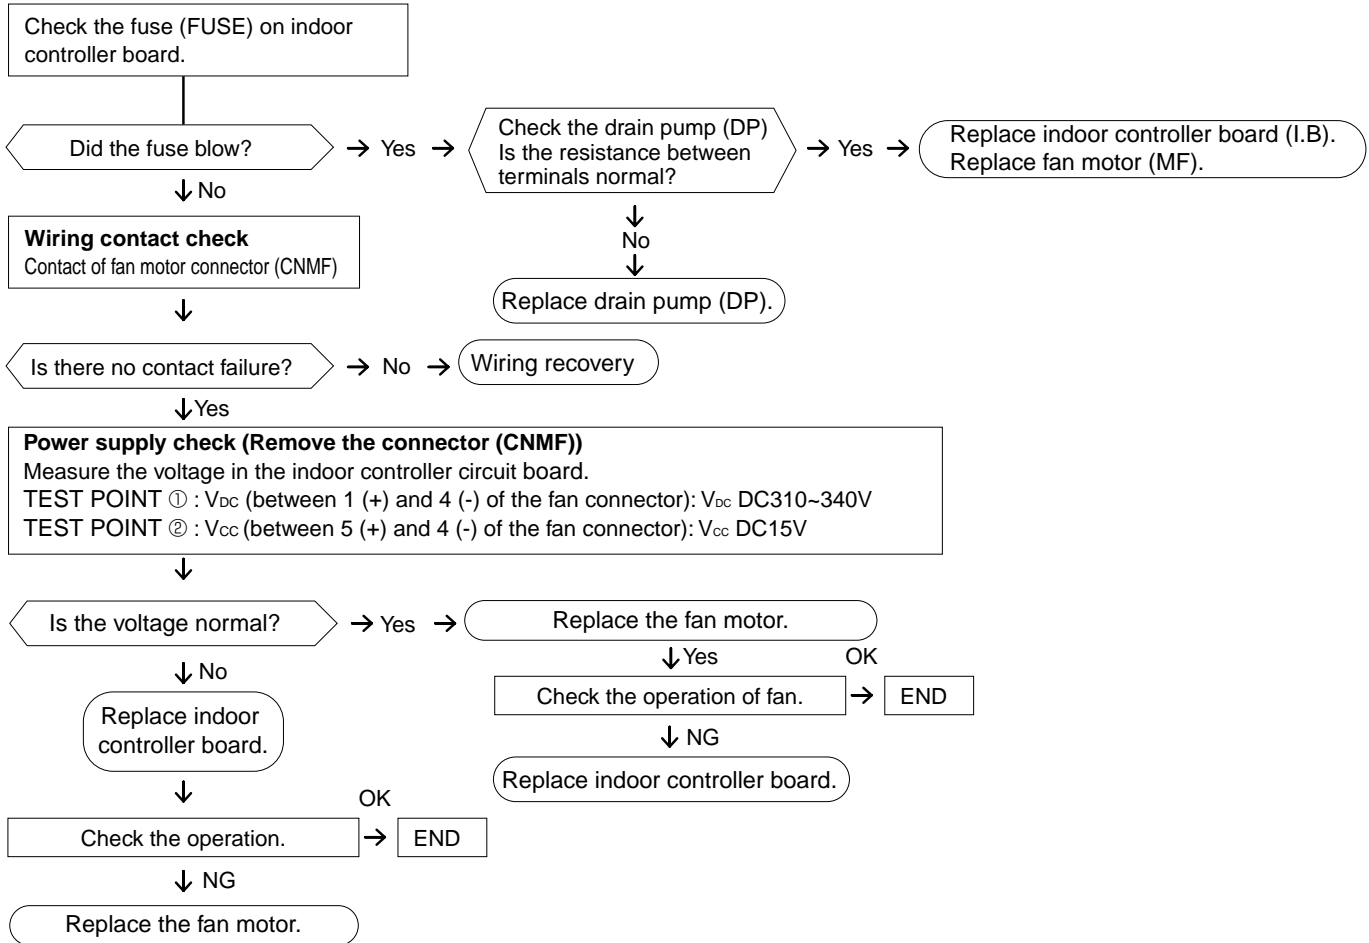 Check the fuse (FUSE) on indoor
controller board.
Did the fuse blow?
Yes
Check the drain pump (DP)
Is the resistance between
terminals normal?
Yes
Replace indoor controller board (I.B).
Replace fan motor (MF).
No
No
Replace drain pump (DP).
Wiring contact check
Contact of fan motor connector (CNMF)
Is there no contact failure?
No
Wiring recovery
Yes
Power supply check (Remove the connector (CNMF))
Measure the voltage in the indoor controller circuit board.
TEST POINT ① : VDC (between 1 (+) and 4 (-) of the fan connector): VDC DC310~340V
TEST POINT ② : VCC (between 5 (+) and 4 (-) of the fan connector): Vcc DC15V
Is the voltage normal?
Yes
Replace the fan motor.
Yes
OK
Check the operation of fan.
END
NG
Replace indoor controller board.
No
Replace indoor
controller board.
OK
Check the operation.
END
NG
Replace the fan motor.